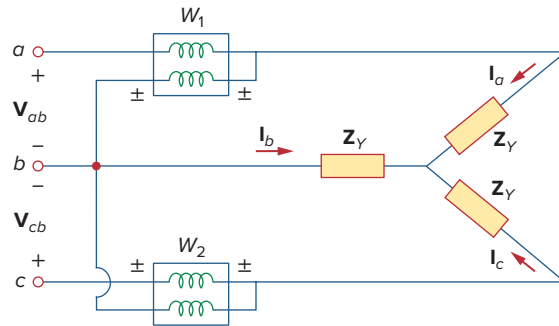 W1
a
+
± ±
Ia
Vab
ZY
−
Ib
ZY
b
−
ZY
Vcb
W2
Ic
+
± ±
c